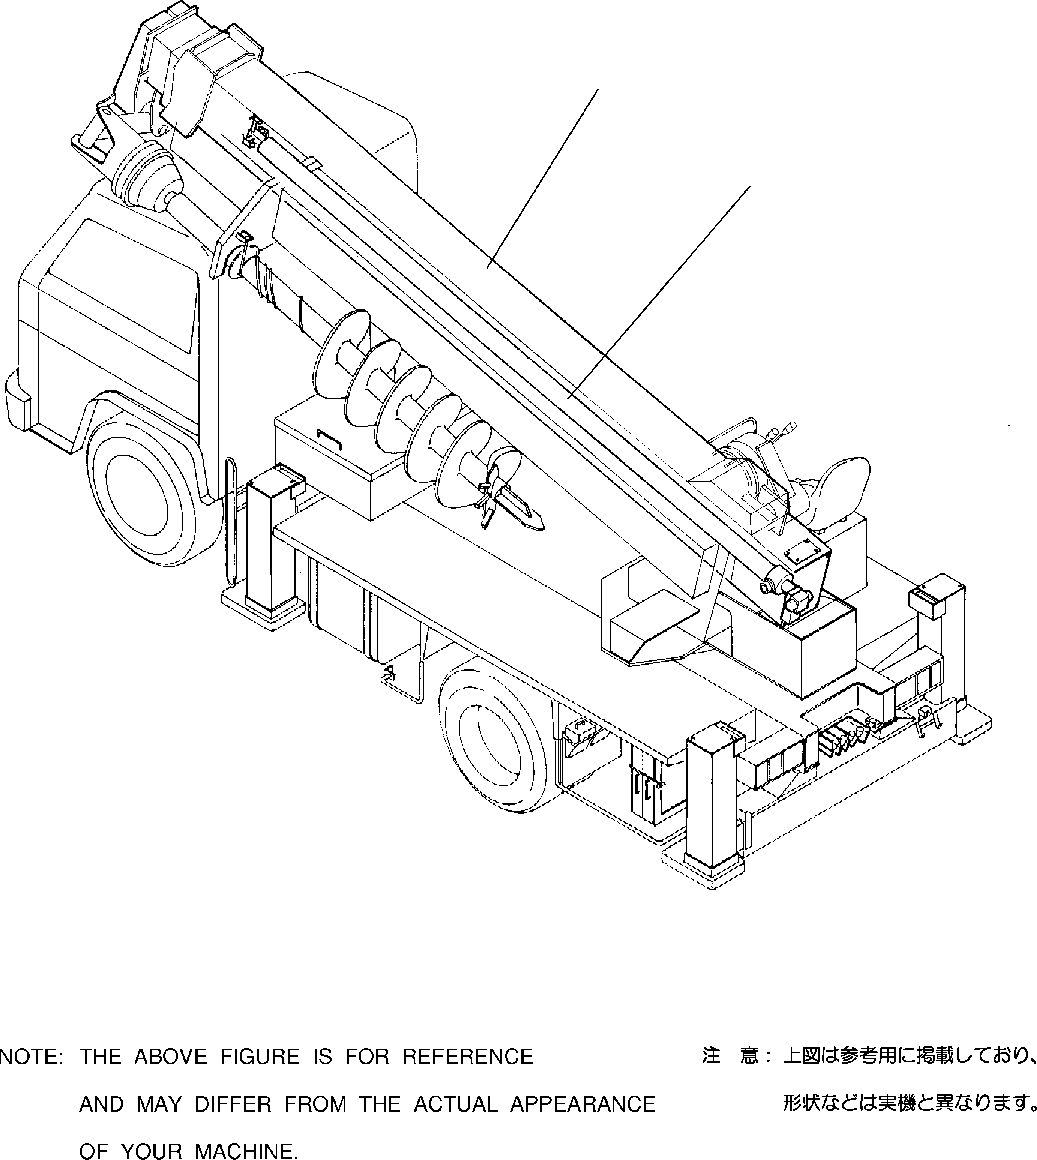 NOTE: THE ABOVE FIGURE IS FOR REFERENCE
AND MAY DIFFER FROM THE ACTUAL APPEARANCE
OF YOUR MACHINE.
注 意： 上図は参考用に掲載しており、
形状などは実機と異なります。